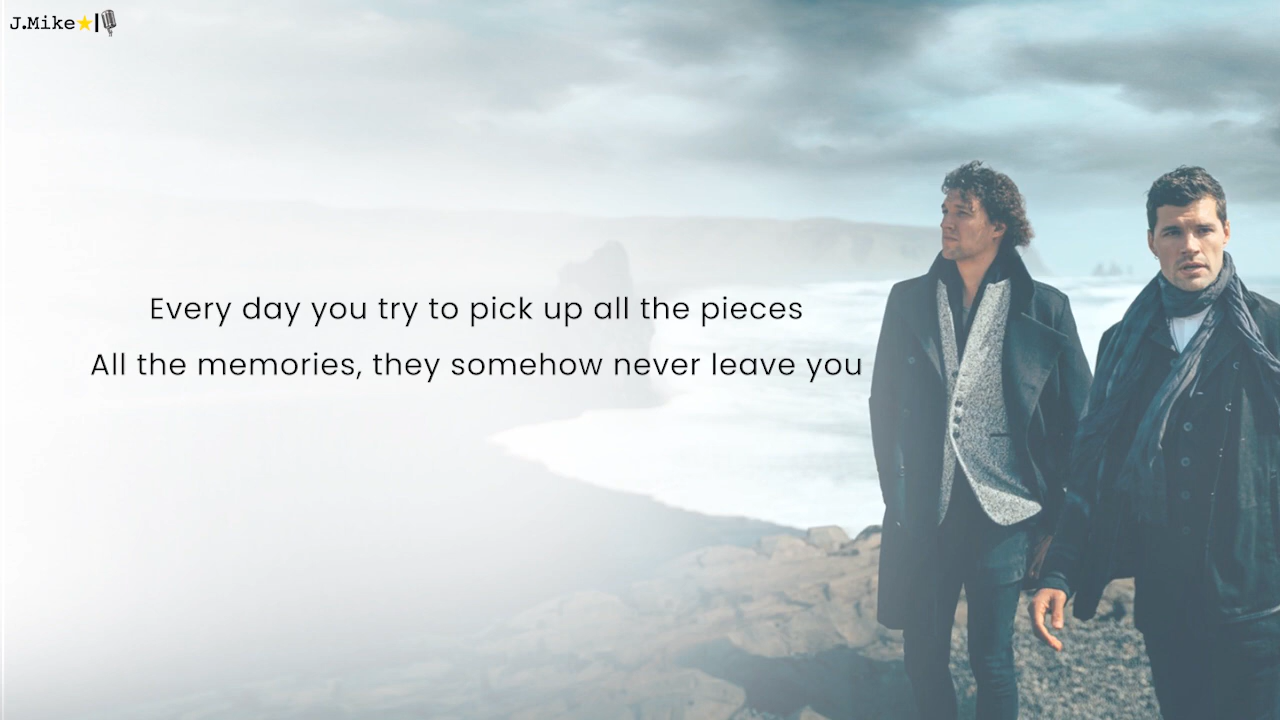 J.Mike
Every day you try to pick up all the pieces
All the memories, they somehow never leave you